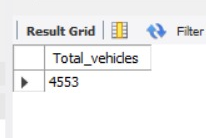 Result Grid Filter
Total_vehicles
4553